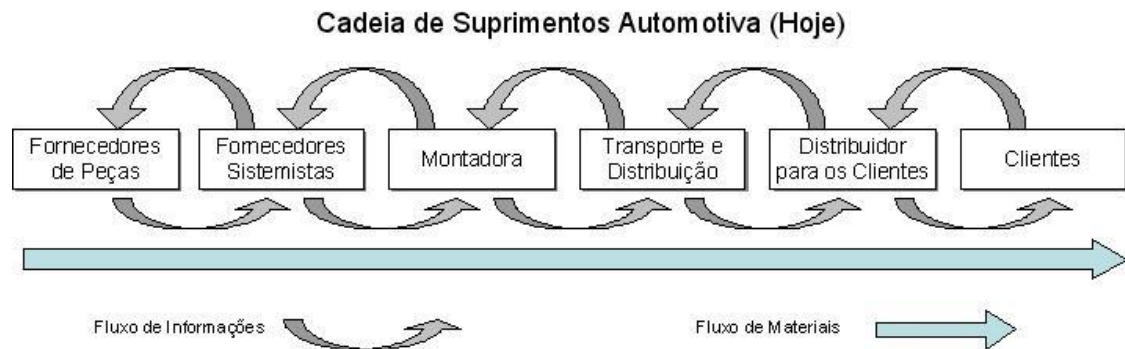 Cadeia de Suprimentos Automotiva (Hoje)
Fornecedores
de Peças
Fornecedores
Sistemistas
Montadora
Transporte e
Distribuição
Distribuidor
para os Clientes
Clientes
Fluxo de Informações
Fluxo de Materiais